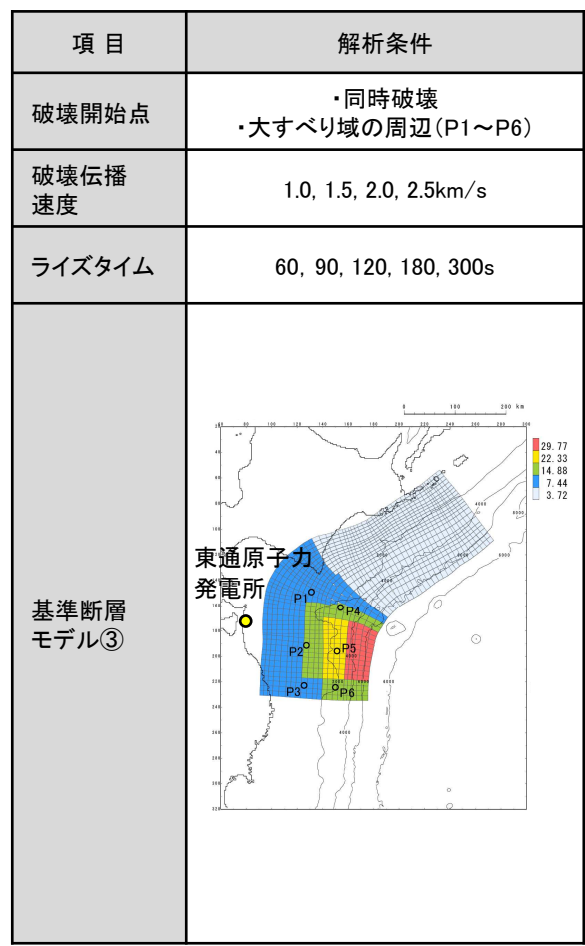 項 目
解析条件
破壊開始点
・同時破壊
・大すべり域の周辺(P1～P6)
破壊伝播
速度
1.0, 1.5, 2.0, 2.5km/s
ライズタイム
60, 90, 120, 180, 300s
基準断層
モデル③
0 100 200 km
29.77
22.33
14.88
7.44
3.72
東通原子力
発電所
P1
P4
P2
P5
P3
P6